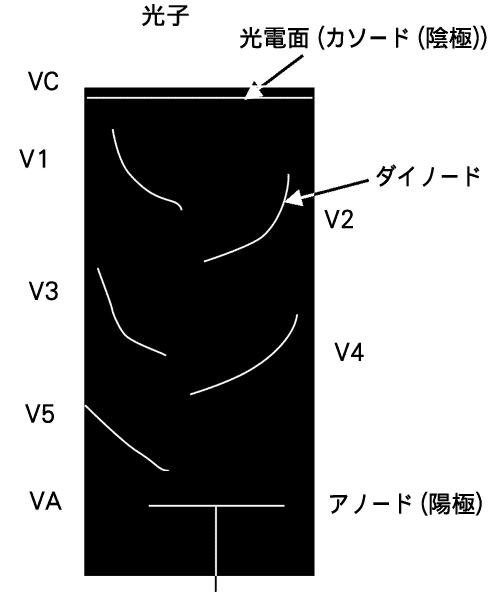 光子
光電面 (カソード (陰極))
VC
V1
ダイノード
V2
V3
V4
V5
VA
アノード (陽極)